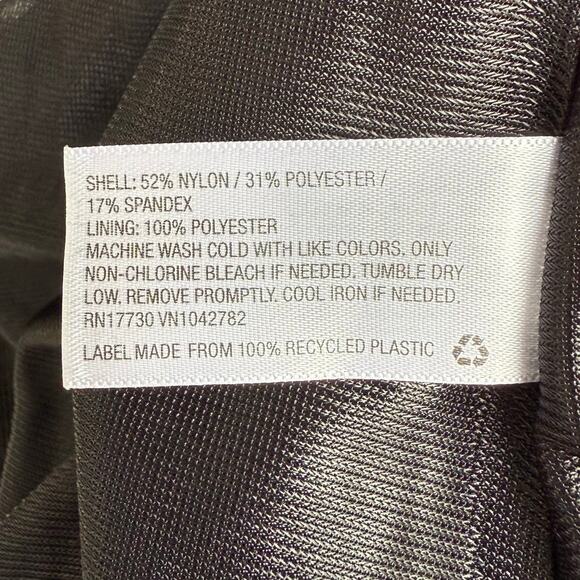 SHELL: 52% NYLON / 31% POLYESTER /
17% SPANDEX
LINING: 100% POLYESTER
MACHINE WASH COLD WITH LIKE COLORS. ONLY
NON-CHLORINE BLEACH IF NEEDED. TUMBLE DRY
LOW. REMOVE PROMPTLY. COOL IRON IF NEEDED.
RN17730 VN1042782
LABEL MADE FROM 100% RECYCLED PLASTIC